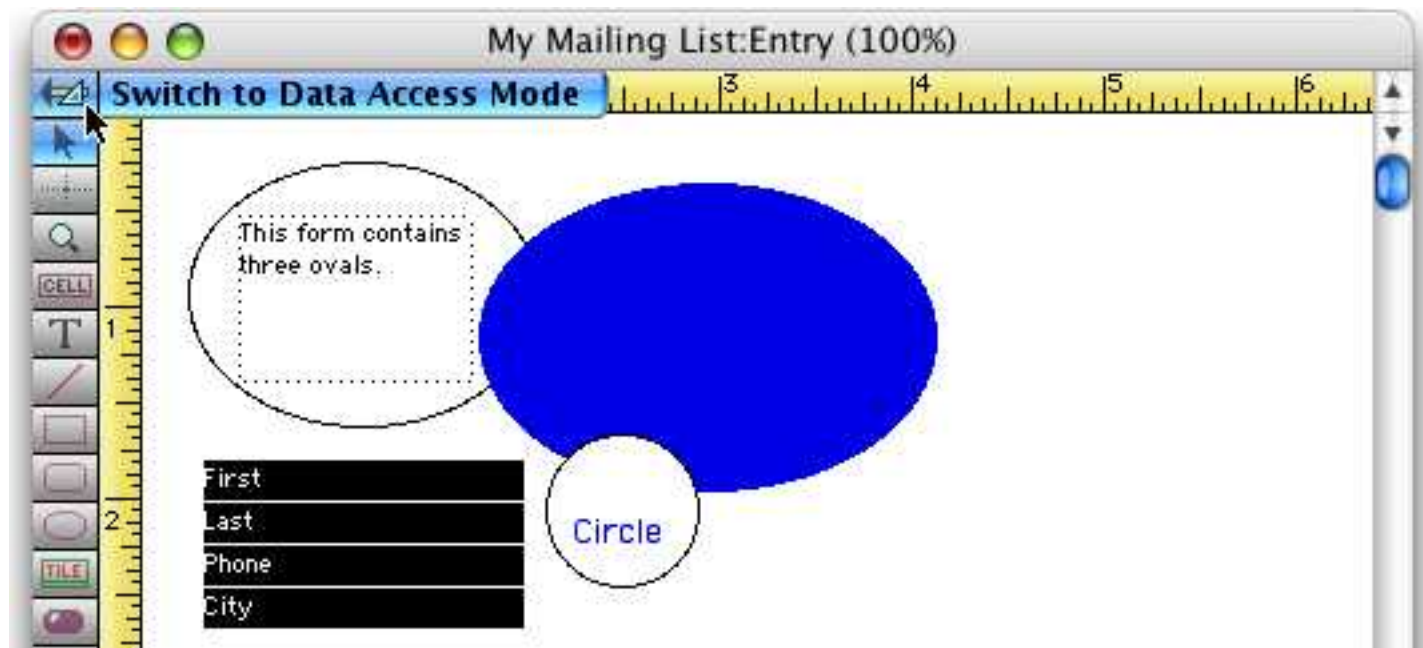 My Mailing List:Entry (100%)
Switch to Data Access Mode
3 4 5 6
This form contains
three ovals.
CELL
T
1
First
2
Last
Circle
TILE
Phone
City